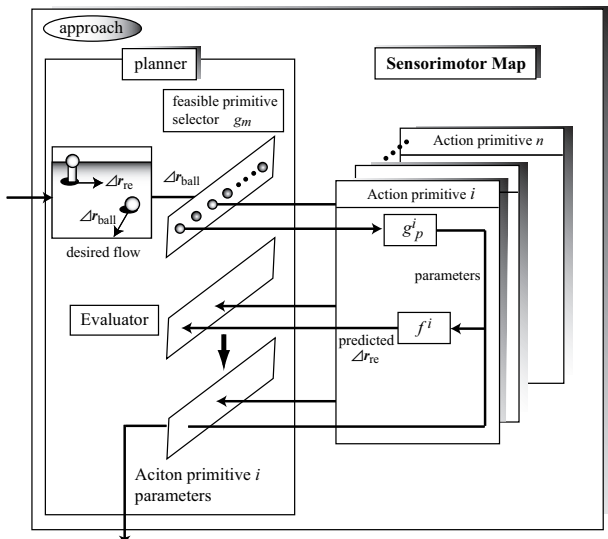 approach
planner
Sensorimotor Map
feasible primitive
selector g_m
Δr_re
Δr_ball
desired flow
Δr_ball
Action primitive n
Action primitive i
g^i_p
parameters
Evaluator
predicted
Δr_re
f^i
Aciton primitive i
parameters